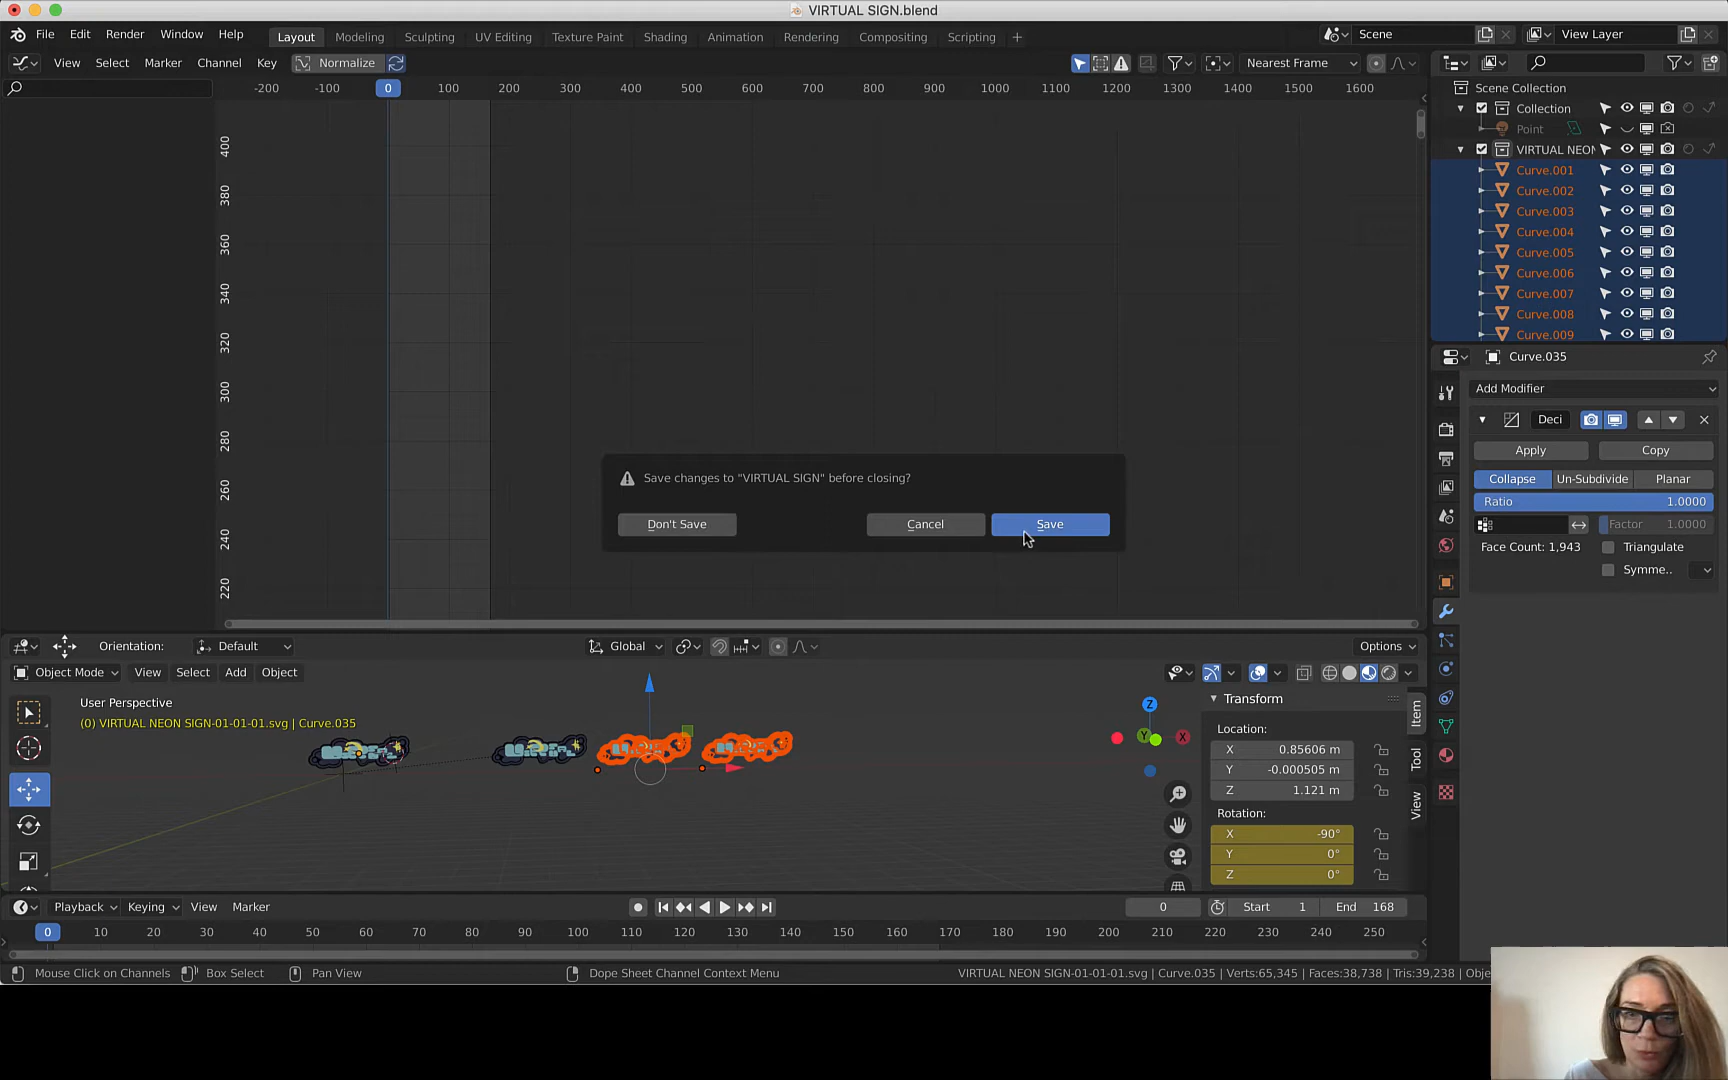 VIRTUAL SIGN.blend
File Edit Render Window Help Layout Modeling Sculpting UV Editing Texture Paint Shading Animation Rendering Compositing Scripting + Scene View Layer
View Select Marker Channel Key Normalize Nearest Frame
-200 -100 0 100 200 300 400 500 600 700 800 900 1000 1100 1200 1300 1400 1500 1600
400
380
360
340
320
300
280
260
240
220
Scene Collection
Collection
Point
VIRTUAL NEON
Curve.001
Curve.002
Curve.003
Curve.004
Curve.005
Curve.006
Curve.007
Curve.008
Curve.009
Curve.035
Add Modifier
Deci
Apply Copy
Collapse Un-Subdivide Planar
Ratio 1.0000
Factor 1.0000
Face Count: 1,943 Triangulate
Symme..
Save changes to "VIRTUAL SIGN" before closing?
Don't Save Cancel Save
Orientation: Default Global Options
Object Mode View Select Add Object
User Perspective
(0) VIRTUAL NEON SIGN-01-01-01.svg | Curve.035
Z
Y
X
Transform
Location:
X 0.85606 m
Y -0.000505 m
Z 1.121 m
Rotation:
X -90°
Y 0°
Z 0°
Item
Tool
View
Playback Keying View Marker 0 Start 1 End 168
0 10 20 30 40 50 60 70 80 90 100 110 120 130 140 150 160 170 180 190 200 210 220 230 240 250
Mouse Click on Channels Box Select Pan View Dope Sheet Channel Context Menu VIRTUAL NEON SIGN-01-01-01.svg | Curve.035 | Verts:65,345 | Faces:38,738 | Tris:39,238 | Obje